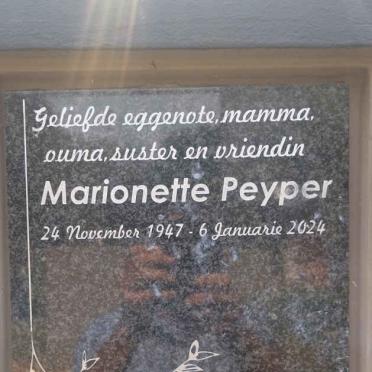 Geliefde eggenote, mamma,
ouma, suster en vriendin
Marionette Peyper
24 November 1947 - 6 Januarie 2024